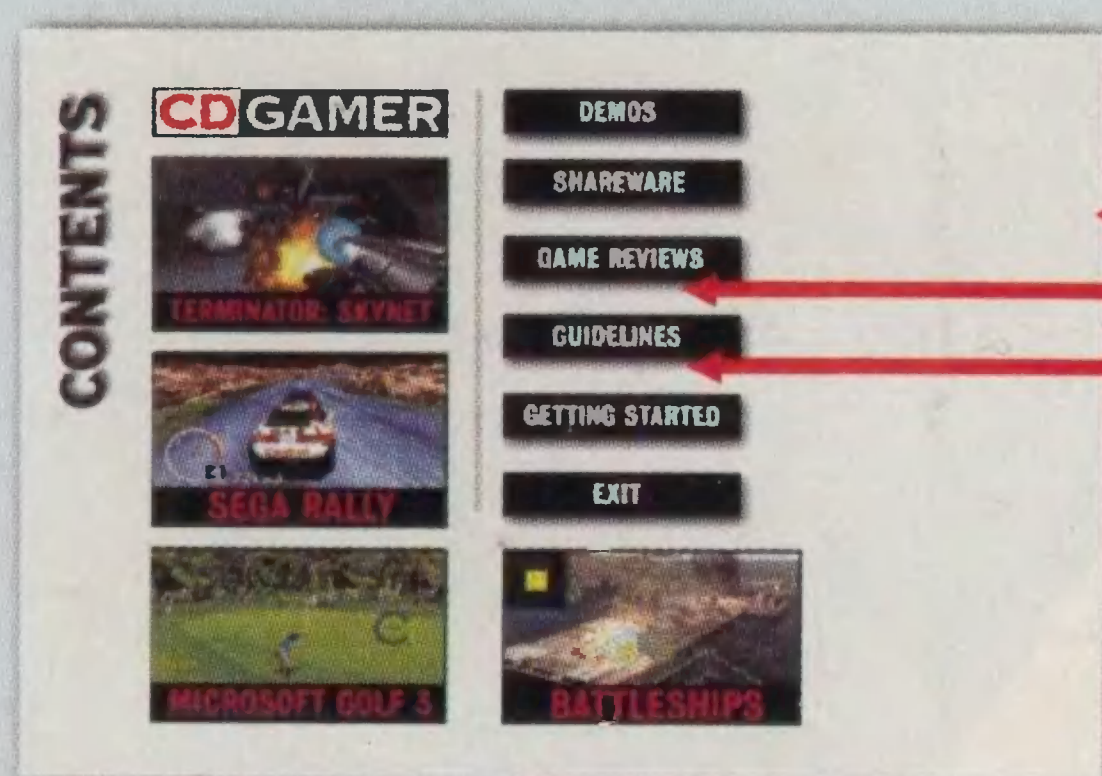 CONTENTS
CDGAMER
TERMINATOR: SKYNET
SEGA RALLY
MICROSOFT GOLF 3
DEMOS
SHAREWARE
GAME REVIEWS
GUIDELINES
GETTING STARTED
EXIT
BATTLESHIPS